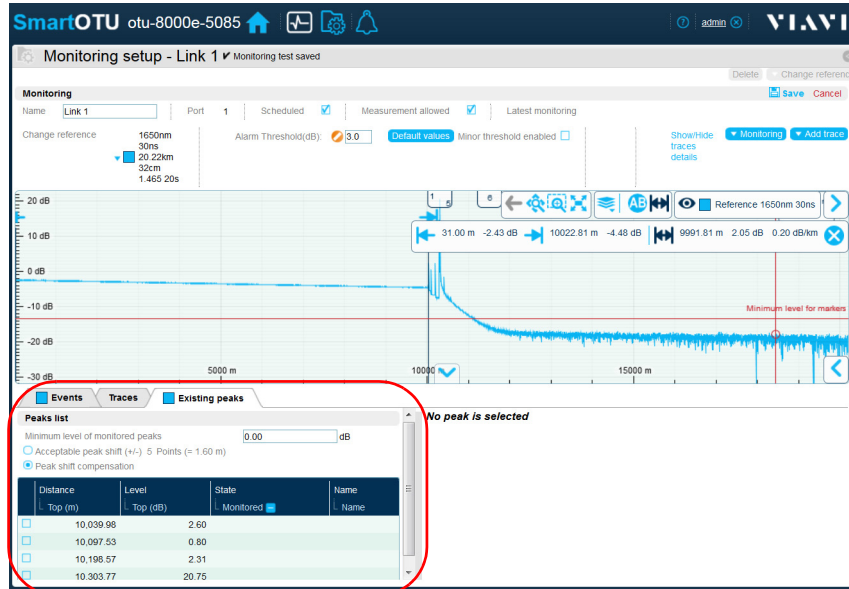 SmartOTU otu-8000e-5085 admin VIAVI
Monitoring setup - Link 1 ✔ Monitoring test saved
Delete Change referenc
Monitoring Save Cancel
Name Link 1 Port 1 Scheduled Measurement allowed Latest monitoring
Change reference 1650nm Alarm Threshold(dB): 3.0 Default values Minor threshold enabled Show/Hide Monitoring Add trace
30ns traces
20.22km details
32cm
1.465 20s
20 dB 1 5 6 AB Reference 1650nm 30ns
10 dB 31.00 m -2.43 dB 10022.81 m -4.48 dB 9991.81 m 2.05 dB 0.20 dB/km
0 dB
-10 dB Minimum level for markers
-20 dB
-30 dB 5000 m 10000 15000 m
Events Traces Existing peaks
Peaks list No peak is selected
Minimum level of monitored peaks 0.00 dB
Acceptable peak shift (+/-) 5 Points (= 1.60 m)
Peak shift compensation
Distance Level State Name
Top (m) Top (dB) Monitored Name
10,039.98 2.60
10,097.53 0.80
10,198.57 2.31
10,303.77 20.75